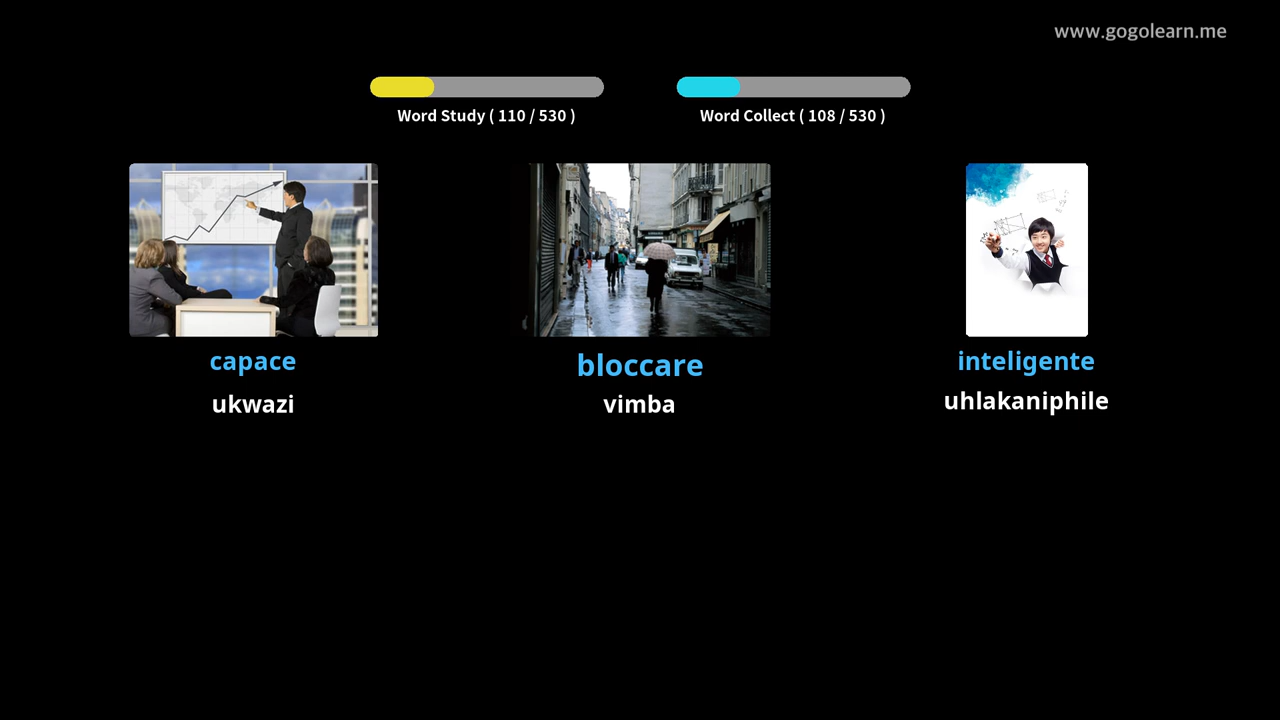 www.gogolearn.me
Word Study ( 110 / 530 )
Word Collect ( 108 / 530 )
capace
bloccare
inteligente
ukwazi
vimba
uhlakaniphile